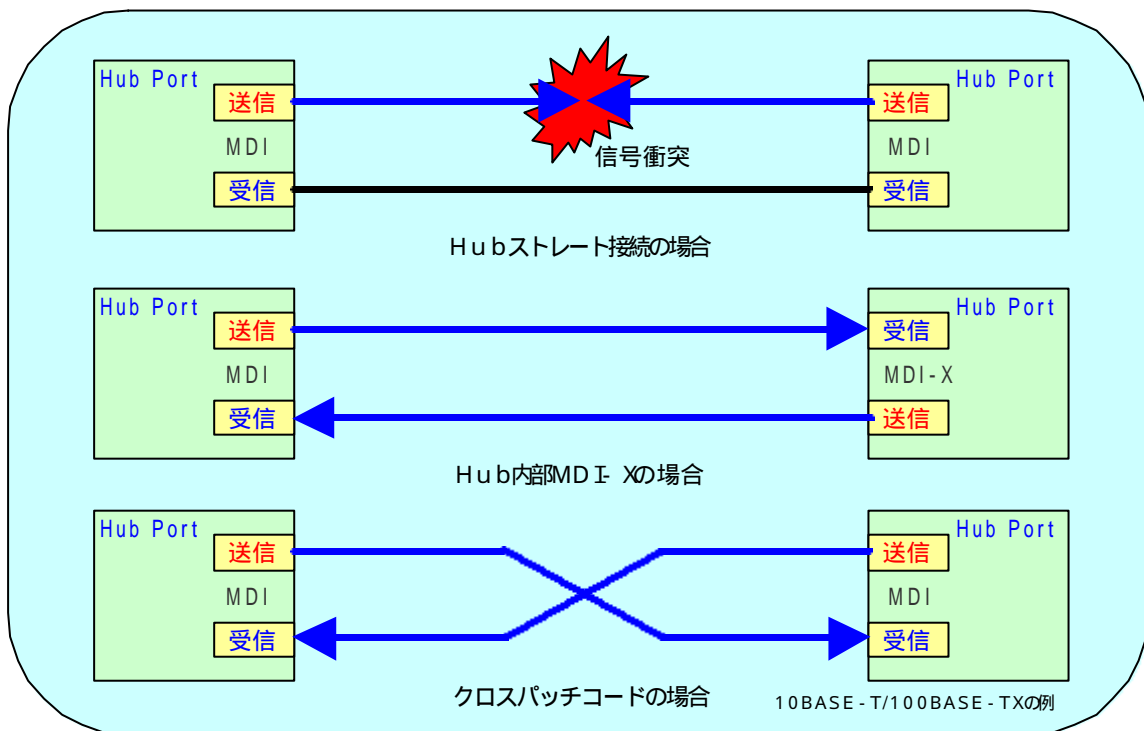 Hub Port
Hub Port
送信
送信
MDI
MDI
信号衝突
受信
受信
Hubストレート接続の場合
Hub Port
Hub Port
送信
受信
MDI
MDI-X
受信
送信
Hub内部MDI-Xの場合
Hub Port
Hub Port
送信
送信
MDI
MDI
受信
受信
クロスパッチコードの場合
10BASE-T/100BASE-TXの例